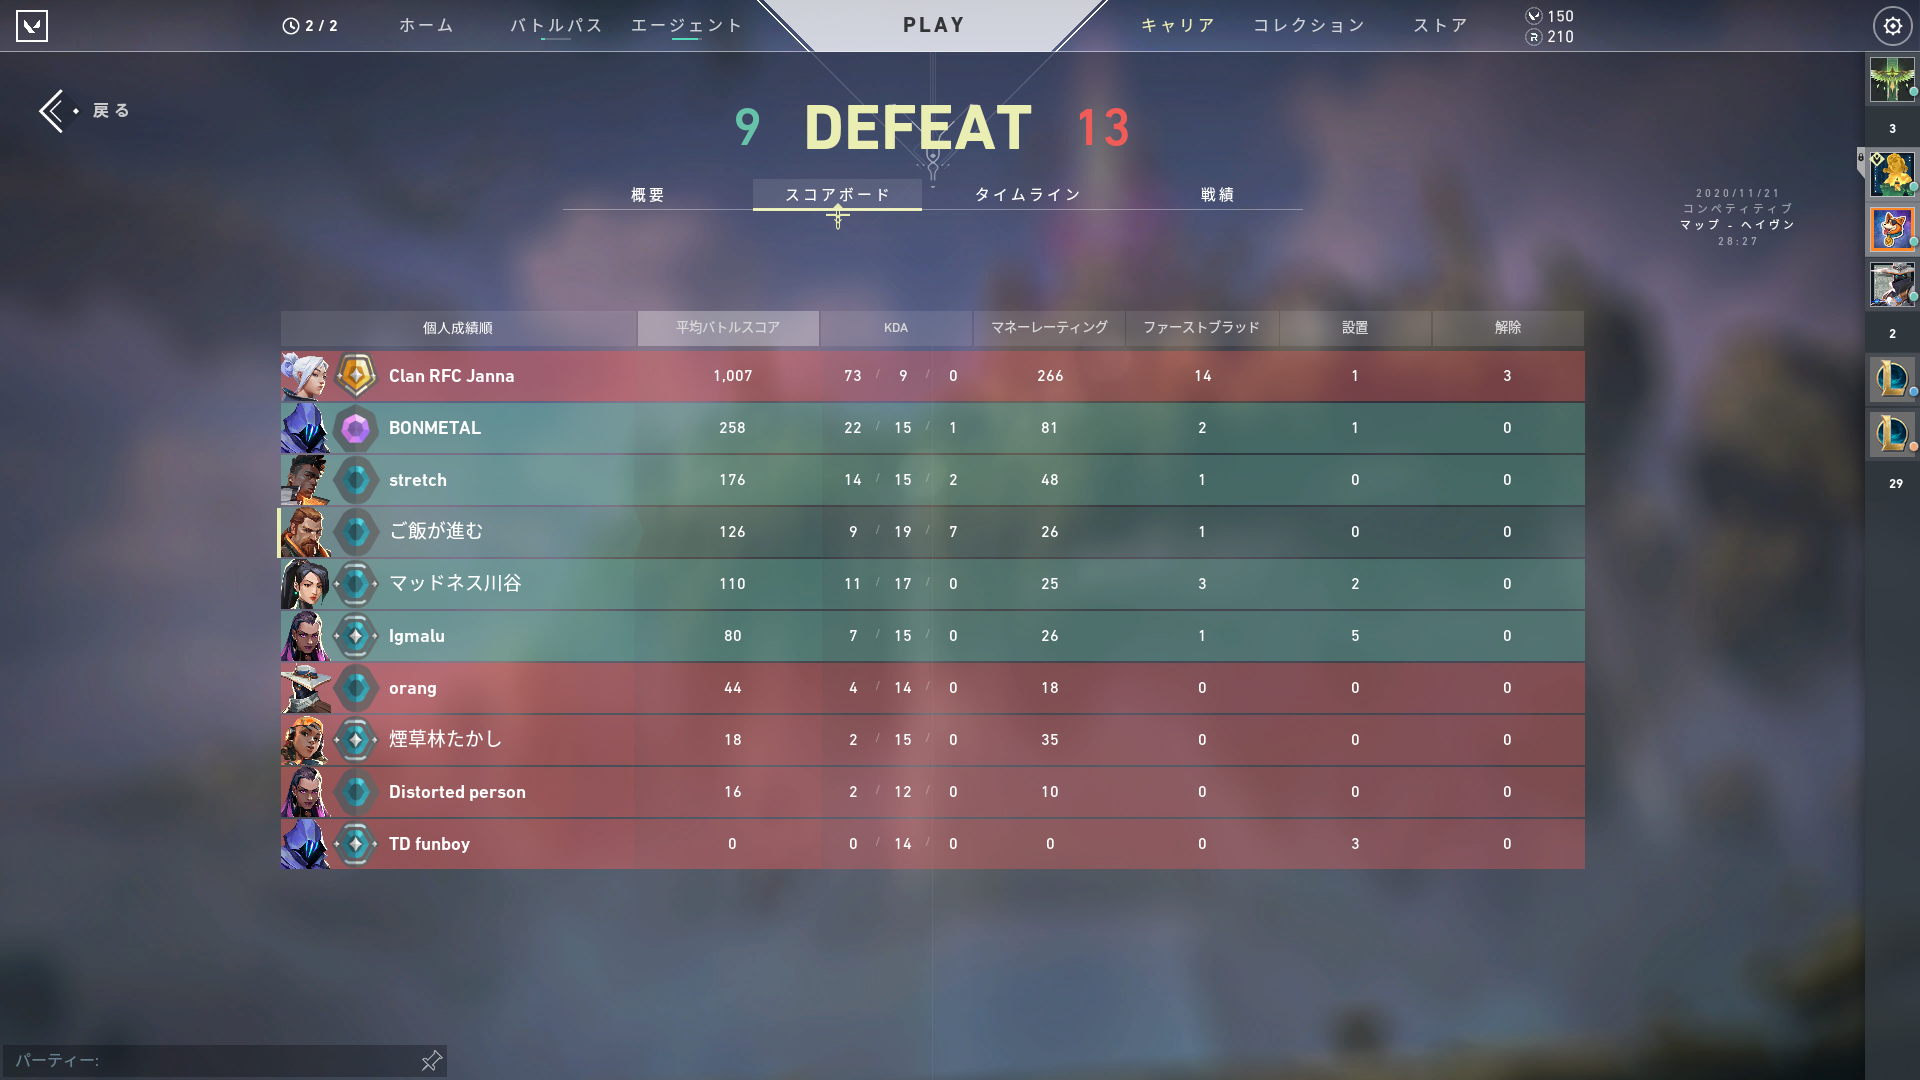 2 / 2 ホーム バトルパス エージェント PLAY キャリア コレクション ストア 150
210
戻る
9 DEFEAT 13
概要 スコアボード タイムライン 戦績
2020/11/21
コンペティティブ
マップ - ヘイヴン
28:27
個人成績順 平均バトルスコア KDA マネーレーティング ファーストブラッド 設置 解除
Clan RFC Janna 1,007 73 / 9 / 0 266 14 1 3
BONMETAL 258 22 / 15 / 1 81 2 1 0
stretch 176 14 / 15 / 2 48 1 0 0
ご飯が進む 126 9 / 19 / 7 26 1 0 0
マッドネス川谷 110 11 / 17 / 0 25 3 2 0
Igmalu 80 7 / 15 / 0 26 1 5 0
orang 44 4 / 14 / 0 18 0 0 0
煙草林たかし 18 2 / 15 / 0 35 0 0 0
Distorted person 16 2 / 12 / 0 10 0 0 0
TD funboy 0 0 / 14 / 0 0 0 3 0
3
2
29
パーティー: